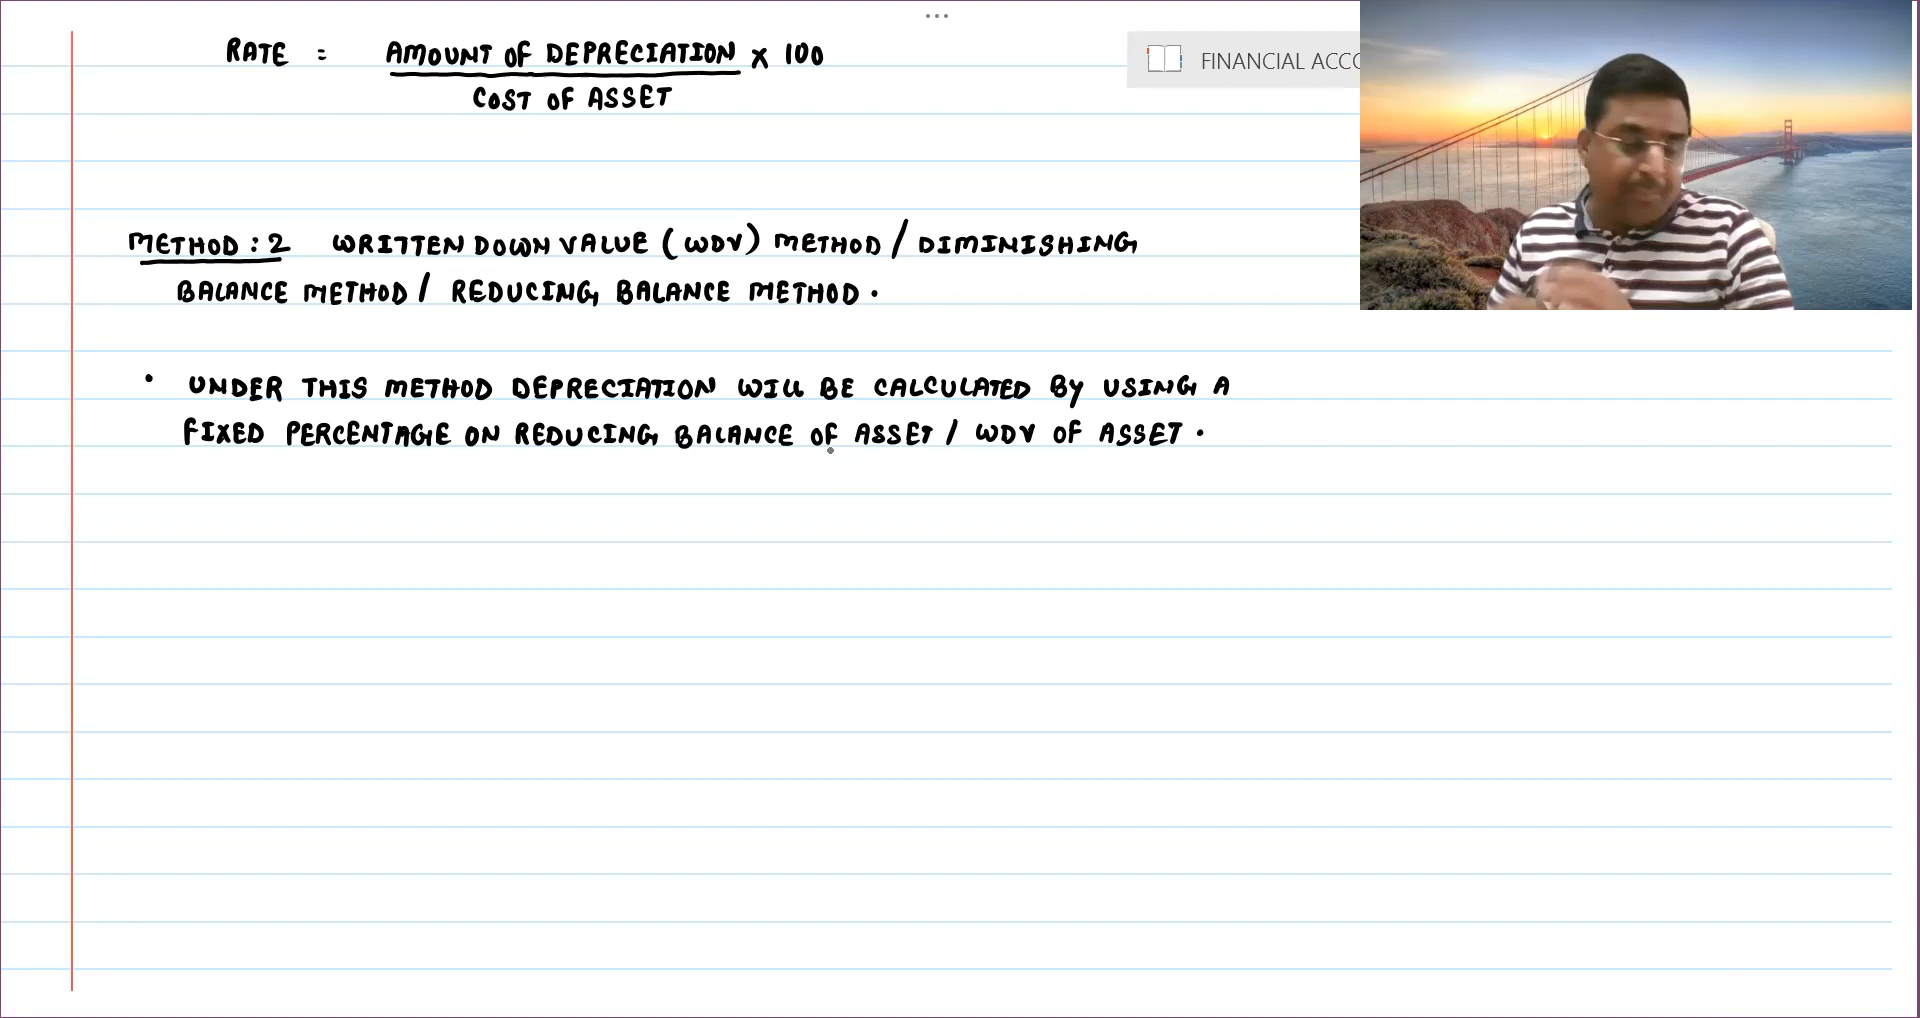 RATE = AMOUNT OF DEPRECIATION x 100
COST OF ASSET
FINANCIAL ACCO
METHOD : 2 WRITTEN DOWN VALUE (WDV) METHOD / DIMINISHING
BALANCE METHOD / REDUCING BALANCE METHOD.
• UNDER THIS METHOD DEPRECIATION WILL BE CALCULATED BY USING A
FIXED PERCENTAGE ON REDUCING BALANCE OF ASSET / WDV OF ASSET.